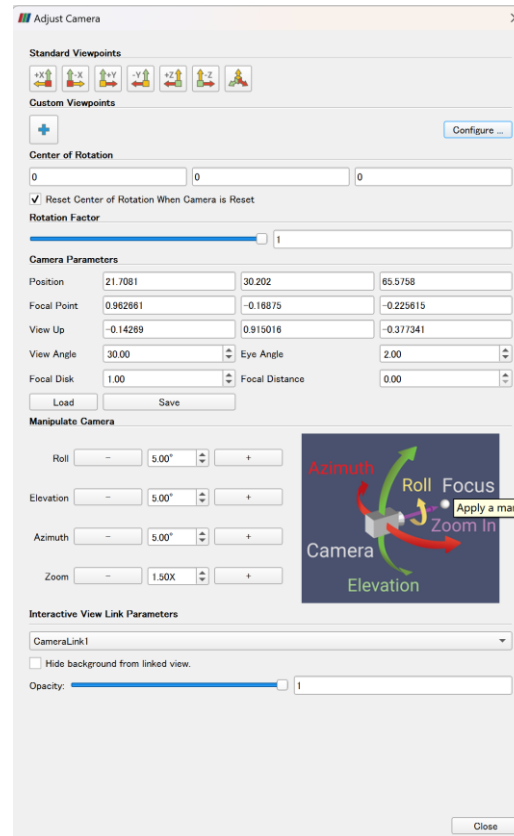 Adjust Camera
Standard Viewpoints
+X -X +Y -Y +Z -Z
Custom Viewpoints
Configure ...
Center of Rotation
0 0 0
Reset Center of Rotation When Camera is Reset
Rotation Factor
1
Camera Parameters
Position 21.7081 30.202 65.5758
Focal Point 0.962661 -0.16875 -0.225615
View Up -0.14269 0.915016 -0.377341
View Angle 30.00 Eye Angle 2.00
Focal Disk 1.00 Focal Distance 0.00
Load Save
Manipulate Camera
Roll - 5.00° +
Elevation - 5.00° +
Azimuth - 5.00° +
Zoom - 1.50X +
Azimuth
Roll Focus
Apply a ma
Zoom In
Camera
Elevation
Interactive View Link Parameters
CameraLink1
Hide background from linked view.
Opacity: 1
Close